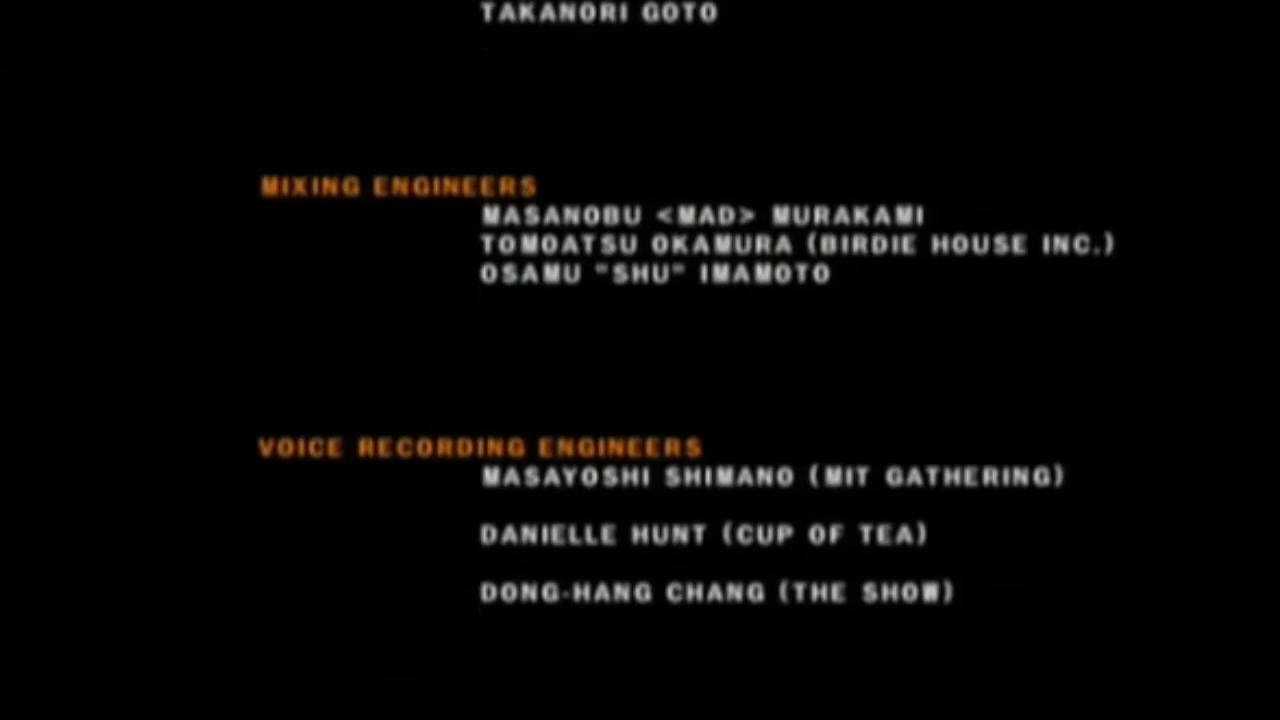 TAKANORI GOTO
MIXING ENGINEERS
MASANOBU <MAD> MURAKAMI
TOMOATSU OKAMURA (BIRDIE HOUSE INC.)
OSAMU "SHU" IMAMOTO
VOICE RECORDING ENGINEERS
MASAYOSHI SHIMANO (MIT GATHERING)
DANIELLE HUNT (CUP OF TEA)
DONG-HANG CHANG (THE SHOW)